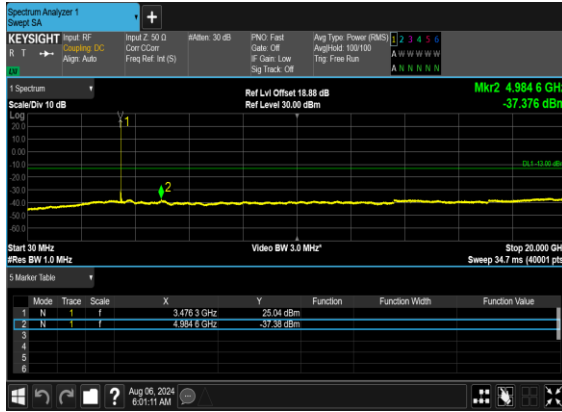 Spectrum Analyzer 1
Swept SA
+
KEYSIGHT Input: RF Input Z: 50 Ω #Atten: 30 dB PNO: Fast Avg Type: Power (RMS) 1 2 3 4 5 6
R T Coupling: DC Corr CCorr Gate: Off Avg|Hold: 100/100 A W W W W W
Align: Auto Freq Ref: Int (S) IF Gain: Low Trig: Free Run
LXI Sig Track: Off A N N N N N
1 Spectrum Ref Lvl Offset 18.88 dB Mkr2 4.984 6 GHz
Scale/Div 10 dB Ref Level 30.00 dBm -37.376 dBm
Log
1
20.0
10.0
0.00
-10.0
DL1 -13.00 dBm
-20.0
2
-30.0
-40.0
-50.0
-60.0
Start 30 MHz Video BW 3.0 MHz* Stop 20.000 GHz
#Res BW 1.0 MHz Sweep 34.7 ms (40001 pts)
5 Marker Table
Mode Trace Scale X Y Function Function Width Function Value
1 N 1 f 3.476 3 GHz 25.04 dBm
2 N 1 f 4.984 6 GHz -37.38 dBm
3
4
5
6
? Aug 06, 2024
6:01:11 AM